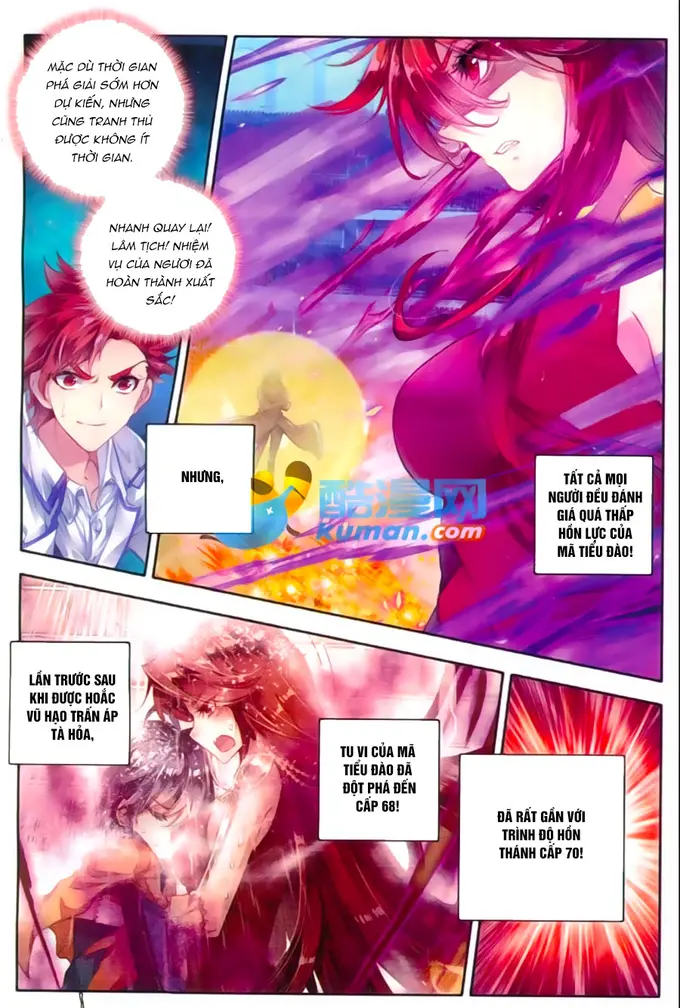 MẶC DÙ THỜI GIAN
PHÁ GIẢI SỚM HƠN
DỰ KIẾN, NHƯNG
CŨNG TRANH THỦ
ĐƯỢC KHÔNG ÍT
THỜI GIAN.
NHANH QUAY LẠI!
LÂM TỊCH! NHIỆM
VỤ CỦA NGƯƠI ĐÃ
HOÀN THÀNH XUẤT
SẮC!
NHƯNG,
TẤT CẢ MỌI
NGƯỜI ĐỀU ĐÁNH
GIÁ QUÁ THẤP
HỒN LỰC CỦA
MÃ TIỂU ĐÀO!
酷漫网
Kuman.com
LẦN TRƯỚC SAU
KHI ĐƯỢC HOẮC
VŨ HẠO TRẤN ÁP
TÀ HỎA,
TU VI CỦA MÃ
TIỂU ĐÀO ĐÃ
ĐỘT PHÁ ĐẾN
CẤP 68!
ĐÃ RẤT GẦN VỚI
TRÌNH ĐỘ HỒN
THÁNH CẤP 70!